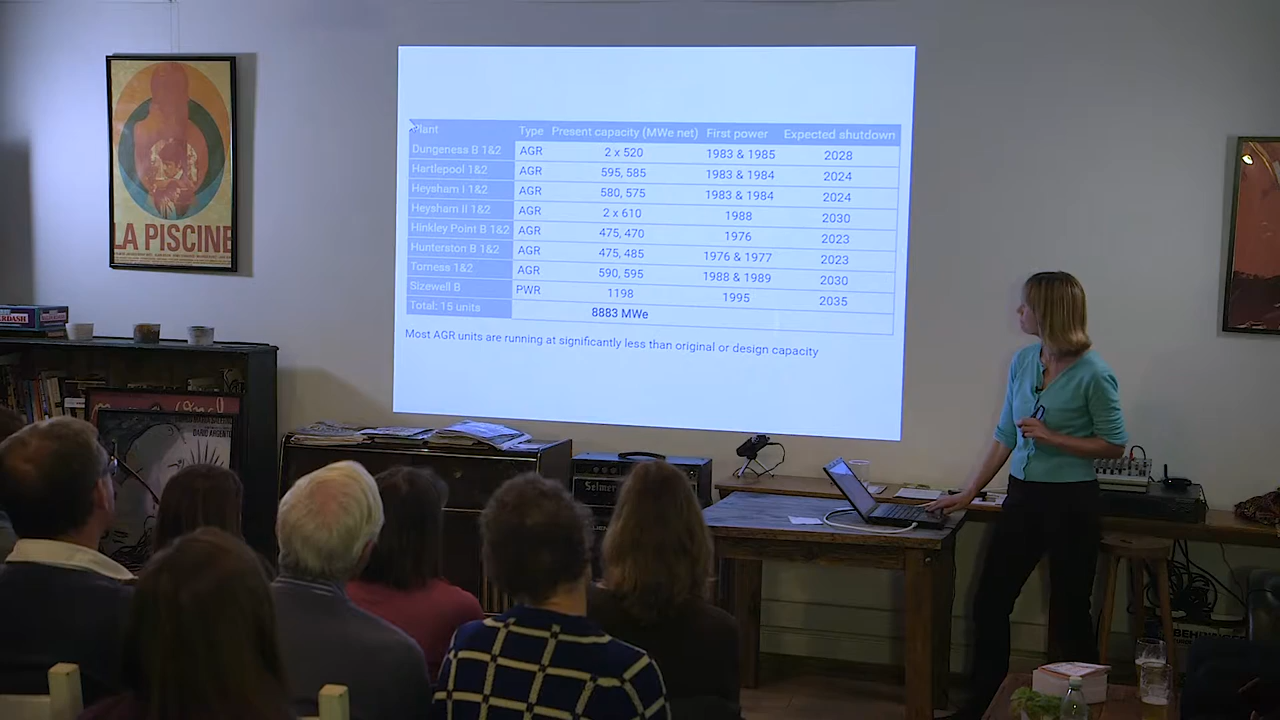 Plant Type Present capacity (MWe net) First power Expected shutdown
Dungeness B 1&2 AGR 2 x 520 1983 & 1985 2028
Hartlepool 1&2 AGR 595, 585 1983 & 1984 2024
Heysham I 1&2 AGR 580, 575 1983 & 1984 2024
Heysham II 1&2 AGR 2 x 610 1988 2030
Hinkley Point B 1&2 AGR 475, 470 1976 2023
Hunterston B 1&2 AGR 475, 485 1976 & 1977 2023
Torness 1&2 AGR 590, 595 1988 & 1989 2030
Sizewell B PWR 1198 1995 2035
Total: 15 units 8883 MWe
Most AGR units are running at significantly less than original or design capacity
LA PISCINE
DARIO ARGENTO
Selmer
BEHRINGER